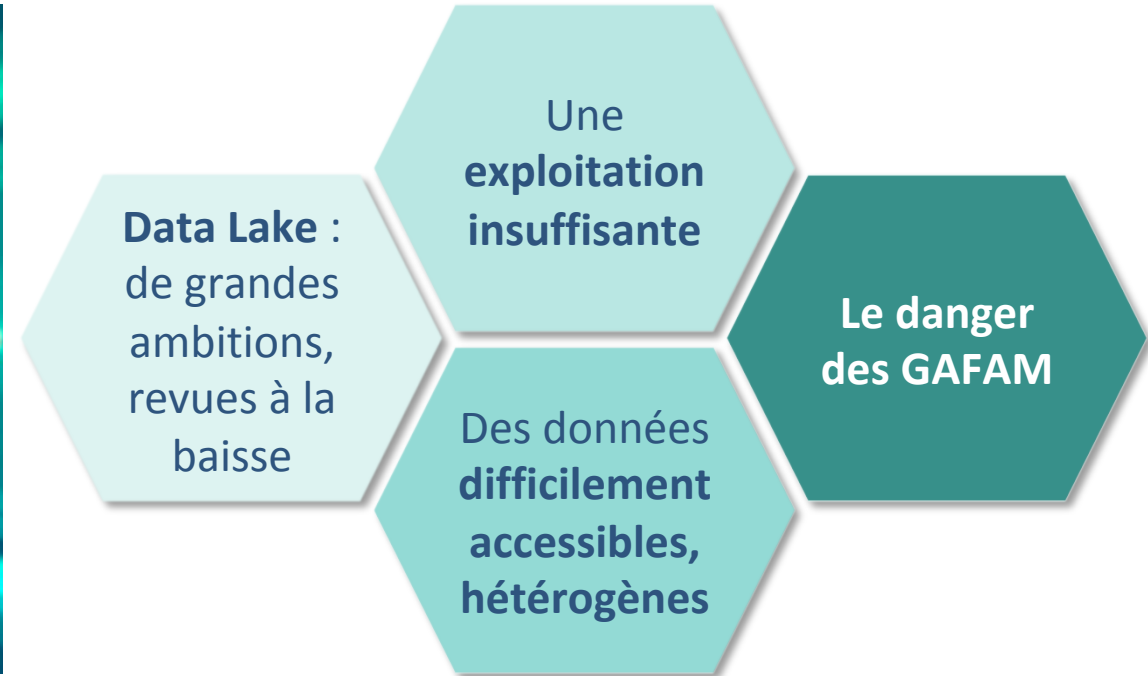 Data Lake :
de grandes
ambitions,
revues à la
baisse
Une
exploitation
insuffisante
Des données
difficilement
accessibles,
hétérogènes
Le danger
des GAFAM